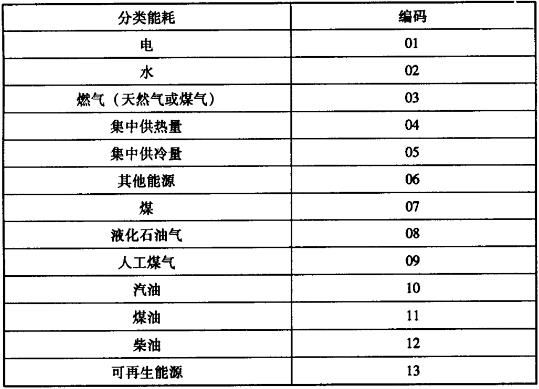 分类能耗 编码
电 01
水 02
燃气（天然气或煤气） 03
集中供热量 04
集中供冷量 05
其他能源 06
煤 07
液化石油气 08
人工煤气 09
汽油 10
煤油 11
柴油 12
可再生能源 13